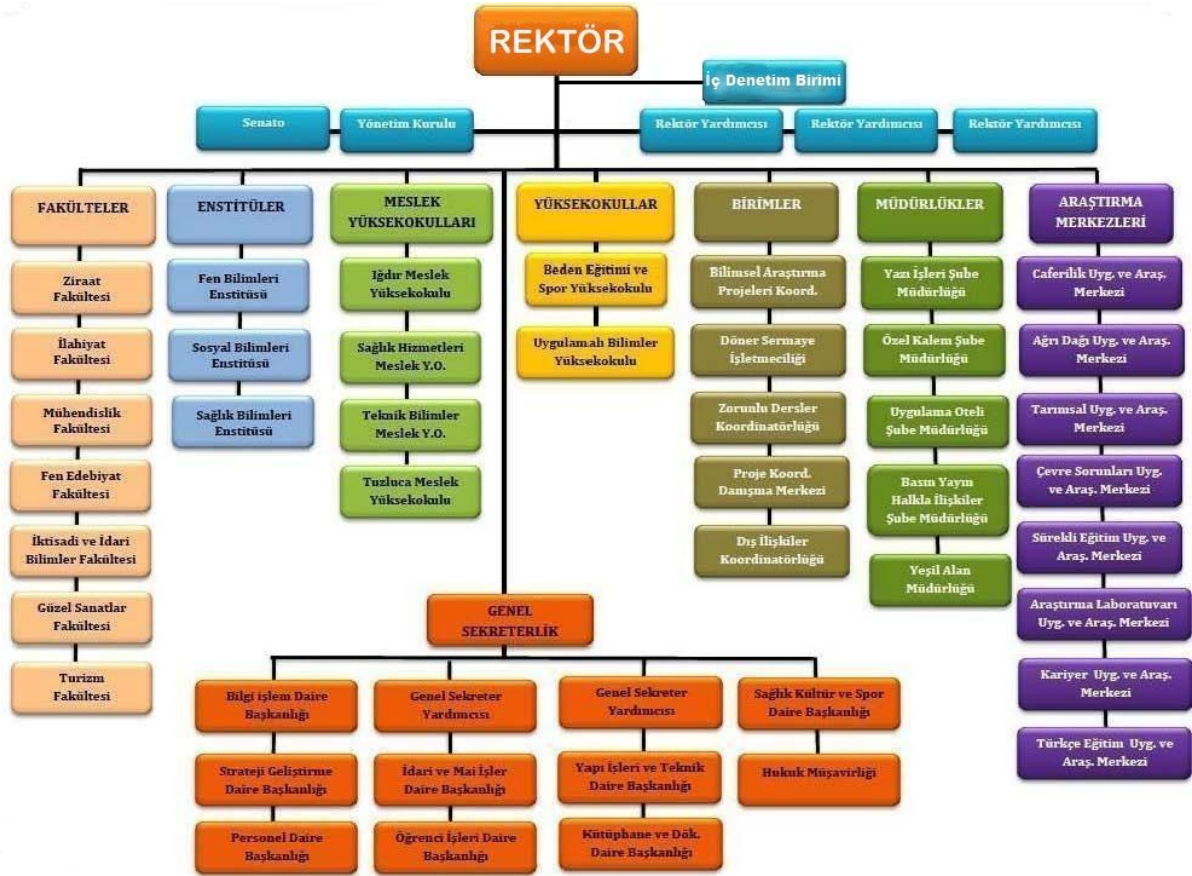 REKTÖR
İç Denetim Birimi
Senato
Yönetim Kurulu
Rektör Yardımcısı
Rektör Yardımcısı
Rektör Yardımcısı
FAKÜLTELER
Ziraat
Fakültesi
İlahiyat
Fakültesi
Mühendislik
Fakültesi
Fen Edebiyat
Fakültesi
İktisadi ve İdari
Bilimler Fakültesi
Güzel Sanatlar
Fakültesi
Turizm
Fakültesi
ENSTİTÜLER
Fen Bilimleri
Enstitüsü
Sosyal Bilimleri
Enstitüsü
Sağlık Bilimleri
Enstitüsü
MESLEK
YÜKSEKOKULLARI
Iğdır Meslek
Yüksekokulu
Sağlık Hizmetleri
Meslek Y.O.
Teknik Bilimler
Meslek Y.O.
Tuzluca Meslek
Yüksekokulu
YÜKSEKOKULLAR
Beden Eğitimi ve
Spor Yüksekokulu
Uygulamalı Bilimler
Yüksekokulu
BİRİMLER
Bilimsel Araştırma
Projeleri Koord.
Döner Sermaye
İşletmeciliği
Zorunlu Dersler
Koordinatörlüğü
Proje Koord.
Danışma Merkezi
Dış İlişkiler
Koordinatörlüğü
MÜDÜRLÜKLER
Yazı İşleri Şube
Müdürlüğü
Özel Kalem Şube
Müdürlüğü
Uygulama Oteli
Şube Müdürlüğü
Basın Yayın
Halkla İlişkiler
Şube Müdürlüğü
Yeşil Alan
Müdürlüğü
ARAŞTIRMA
MERKEZLERİ
Caferilik Uyg. ve Araş.
Merkezi
Ağrı Dağı Uyg. ve Araş.
Merkezi
Tarımsal Uyg. ve Araş.
Merkezi
Çevre Sorunları Uyg.
ve Araş. Merkezi
Sürekli Eğitim Uyg. ve
Araş. Merkezi
Araştırma Laboratuvarı
Uyg. ve Araş. Merkezi
Kariyer Uyg. ve Araş.
Merkezi
Türkçe Eğitim Uyg. ve
Araş. Merkezi
GENEL
SEKRETERLİK
Bilgi işlem Daire
Başkanlığı
Strateji Geliştirme
Daire Başkanlığı
Personel Daire
Başkanlığı
Genel Sekreter
Yardımcısı
İdari ve Mai İşler
Daire Başkanlığı
Öğrenci İşleri Daire
Başkanlığı
Genel Sekreter
Yardımcısı
Yapı İşleri ve Teknik
Daire Başkanlığı
Kütüphane ve Dök.
Daire Başkanlığı
Sağlık Kültür ve Spor
Daire Başkanlığı
Hukuk Müşavirliği